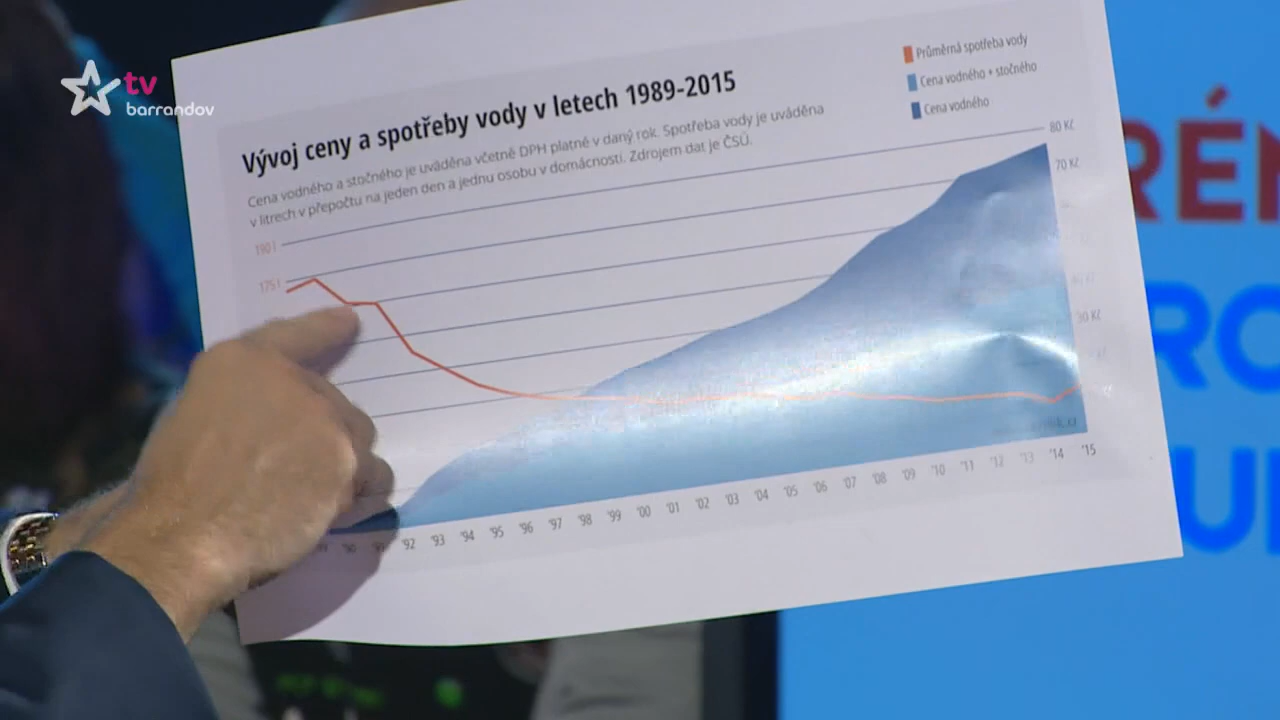 tv
barrandov
Vývoj ceny a spotřeby vody v letech 1989-2015
Cena vodného a stočného je uváděna včetně DPH platné v daný rok. Spotřeba vody je uváděna
v litrech v přepočtu na jeden den a jednu osobu v domácnosti. Zdrojem dat je ČSÚ.
Průměrná spotřeba vody
Cena vodného + stočného
Cena vodného
190 l
175 l
80 Kč
70 Kč
30 Kč
'90 '92 '93 '94 '95 '96 '97 '98 '99 '00 '01 '02 '03 '04 '05 '06 '07 '08 '09 '10 '11 '12 '13 '14 '15
RÉ
RO
U